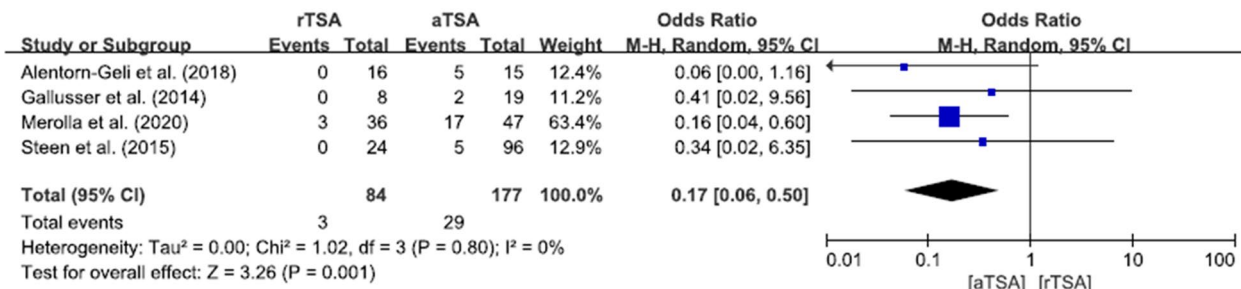 rTSA aTSA Odds Ratio Odds Ratio
Study or Subgroup Events Total Events Total Weight M-H, Random, 95% CI M-H, Random, 95% CI
Alentorn-Geli et al. (2018) 0 16 5 15 12.4% 0.06 [0.00, 1.16]
Gallusser et al. (2014) 0 8 2 19 11.2% 0.41 [0.02, 9.56]
Merolla et al. (2020) 3 36 17 47 63.4% 0.16 [0.04, 0.60]
Steen et al. (2015) 0 24 5 96 12.9% 0.34 [0.02, 6.35]
Total (95% CI) 84 177 100.0% 0.17 [0.06, 0.50]
Total events 3 29
Heterogeneity: Tau² = 0.00; Chi² = 1.02, df = 3 (P = 0.80); I² = 0%
Test for overall effect: Z = 3.26 (P = 0.001)
0.01 0.1 1 10 100
[aTSA] [rTSA]